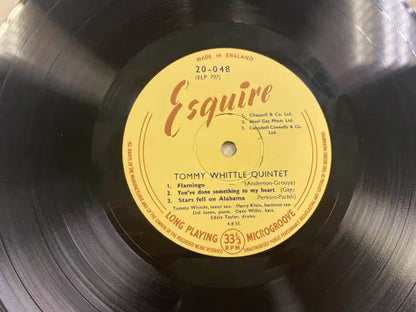 MADE IN ENGLAND
20-048
(ELP 797)
Esquire
1. Chappell & Co. Ltd.
2. Noel Gay Music Ltd.
3. Campbell Connelly & Co. Ltd.
TOMMY WHITTLE QUINTET
1. Flamingo (Anderson-Grouya)
2. You've done something to my heart (Gay)
3. Stars fell on Alabama (Perkins-Parish)
Tommy Whittle, tenor sax. Harry Klein, baritone sax.
Dill Jones, piano. Dave Willis, bass.
Eddie Taylor, drums.
LONG PLAYING 33⅓ RPM MICROGROOVE